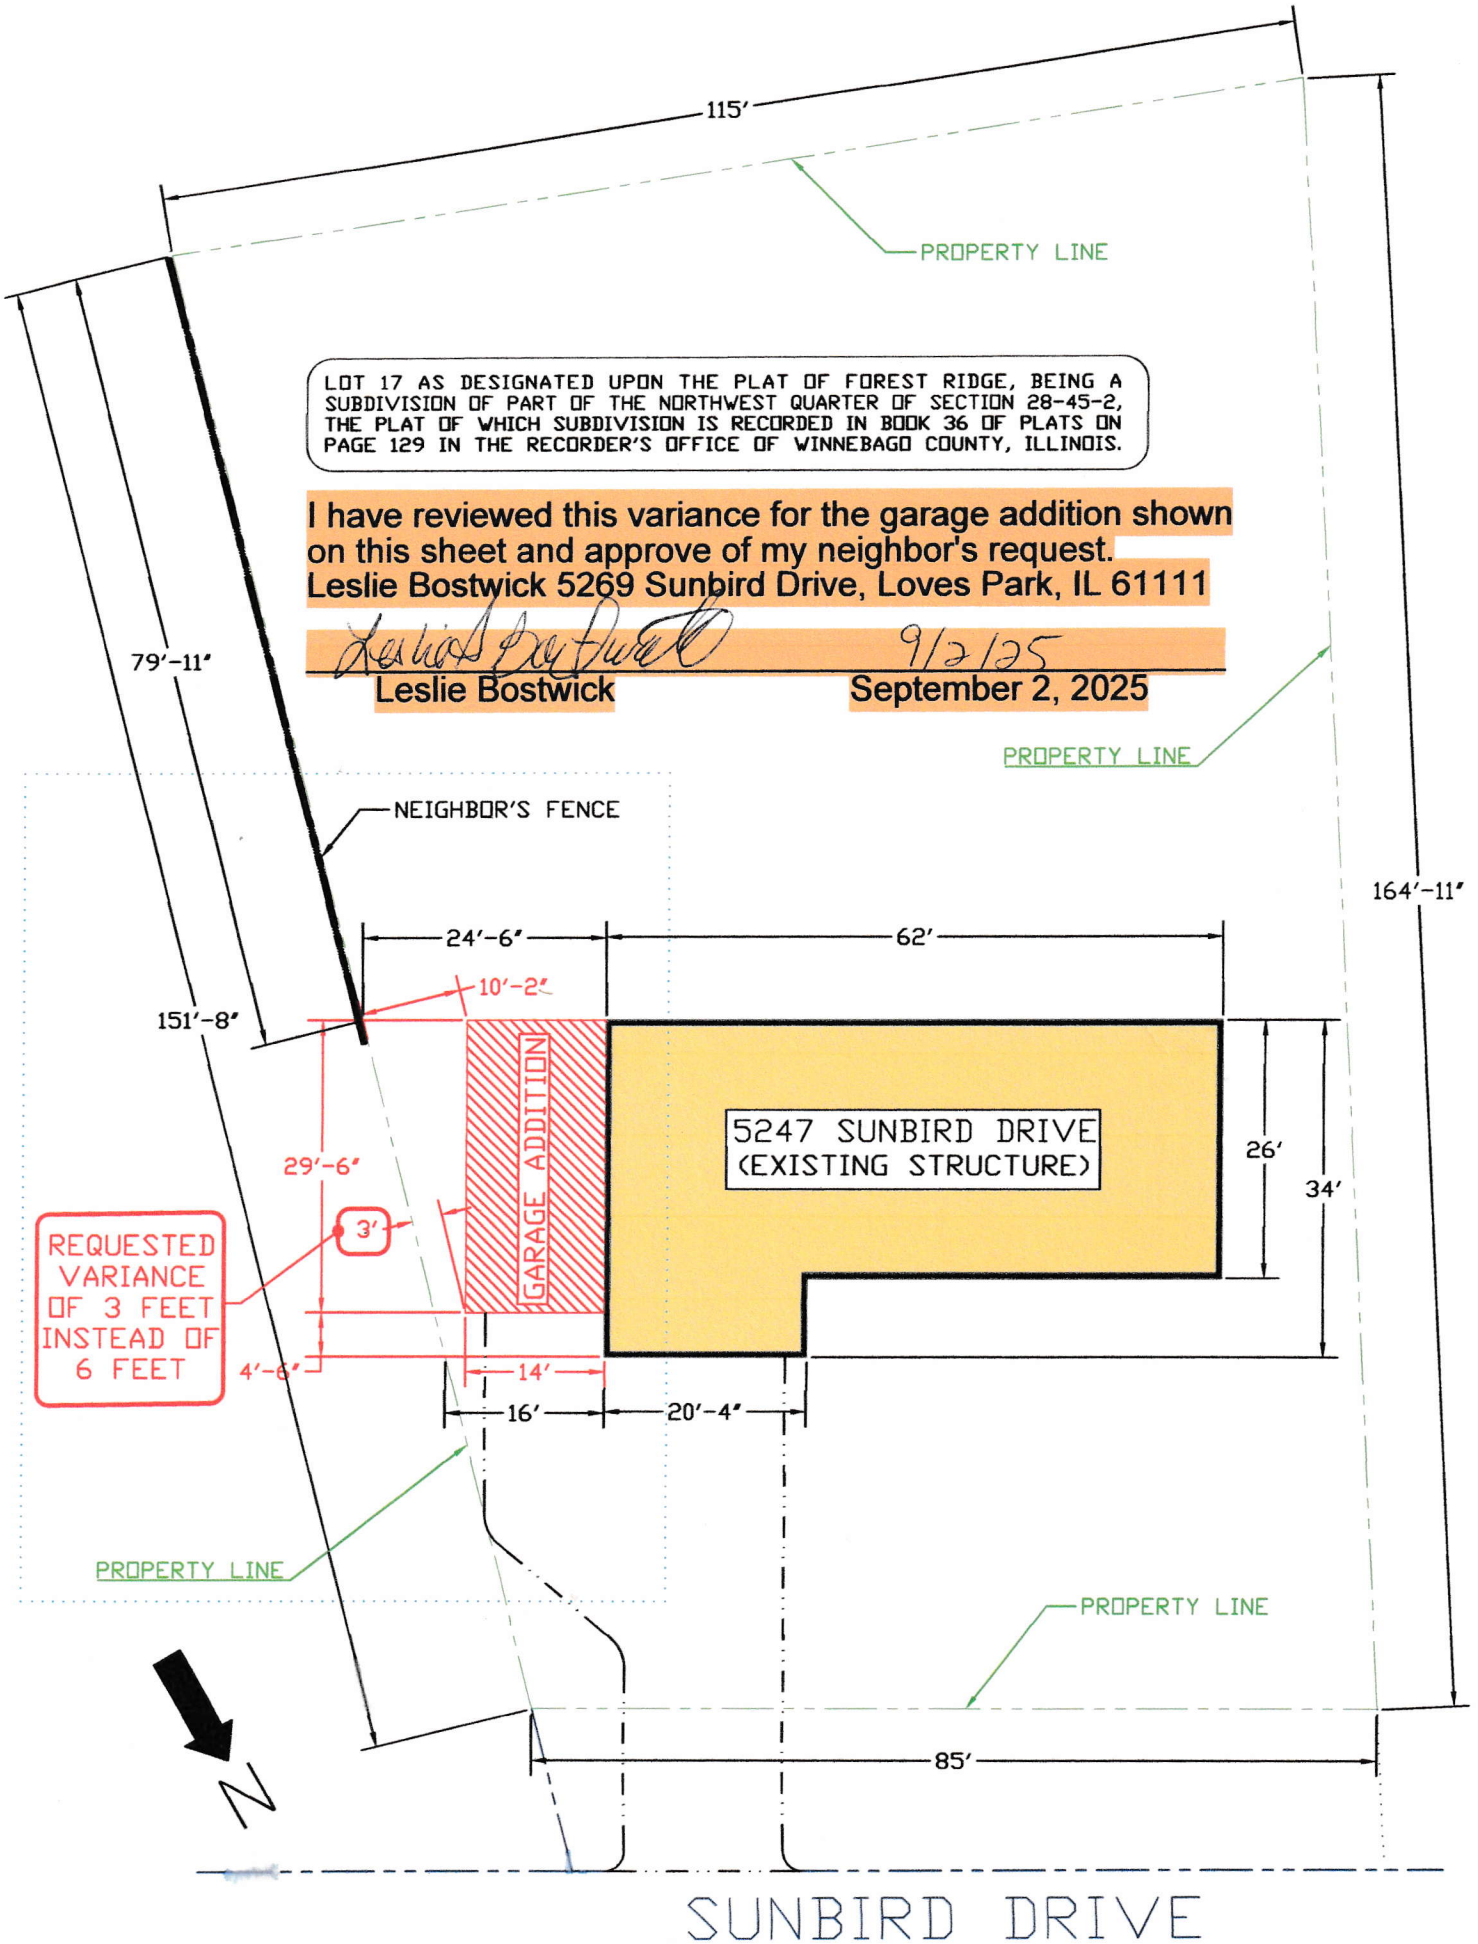 115'
PROPERTY LINE
LOT 17 AS DESIGNATED UPON THE PLAT OF FOREST RIDGE, BEING A
SUBDIVISION OF PART OF THE NORTHWEST QUARTER OF SECTION 28-45-2,
THE PLAT OF WHICH SUBDIVISION IS RECORDED IN BOOK 36 OF PLATS ON
PAGE 129 IN THE RECORDER'S OFFICE OF WINNEBAGO COUNTY, ILLINOIS.
I have reviewed this variance for the garage addition shown
on this sheet and approve of my neighbor's request.
Leslie Bostwick 5269 Sunbird Drive, Loves Park, IL 61111
Leslie Bostwick 9/2/25
Leslie Bostwick September 2, 2025
79'-11"
PROPERTY LINE
NEIGHBOR'S FENCE
164'-11"
24'-6"
62'
10'-2"
151'-8"
GARAGE ADDITION
5247 SUNBIRD DRIVE
(EXISTING STRUCTURE)
26'
34'
29'-6"
3'
REQUESTED
VARIANCE
OF 3 FEET
INSTEAD OF
6 FEET
4'-6"
14'
16'
20'-4"
PROPERTY LINE
PROPERTY LINE
85'
N
SUNBIRD DRIVE